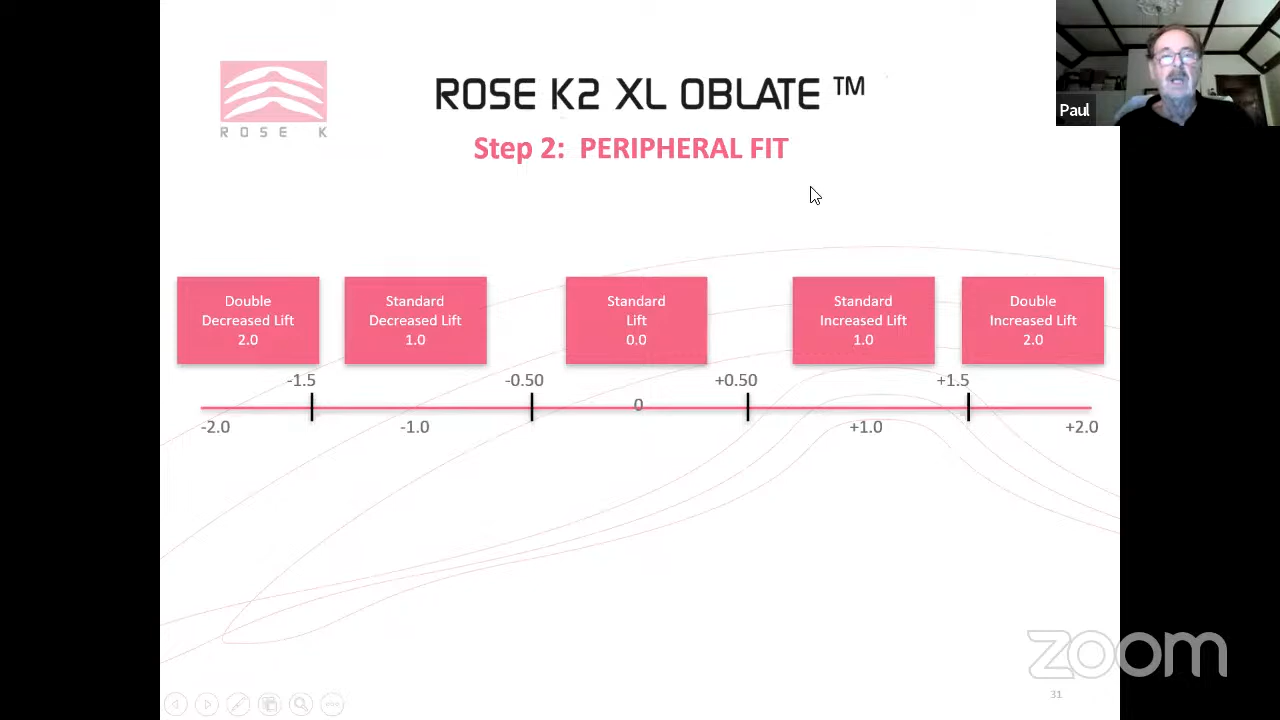 ROSE K
ROSE K2 XL OBLATE ™
Step 2: PERIPHERAL FIT
Paul
Double
Decreased Lift
2.0
Standard
Decreased Lift
1.0
Standard
Lift
0.0
Standard
Increased Lift
1.0
Double
Increased Lift
2.0
-1.5
-0.50
+0.50
+1.5
0
-2.0
-1.0
+1.0
+2.0
zoom
31